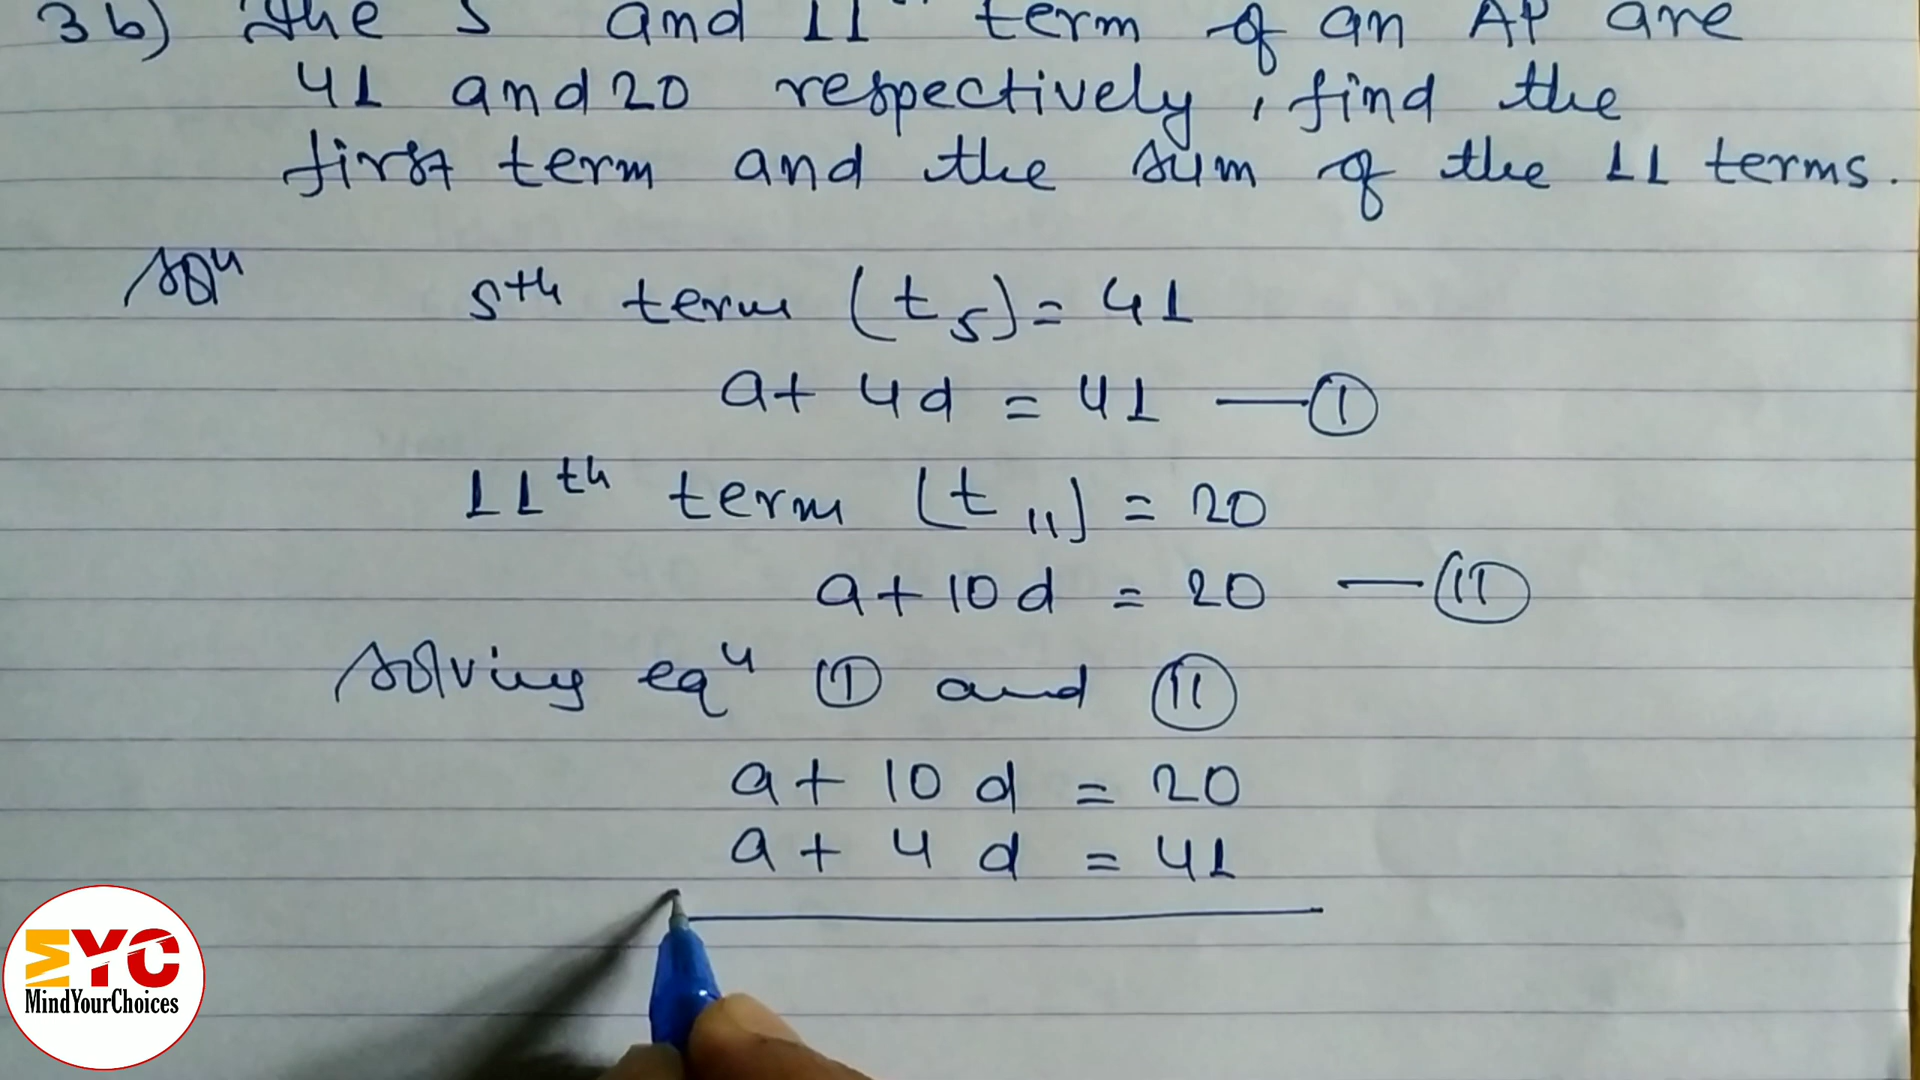 3b) The 5 and 11th term of an AP are
41 and 20 respectively, find the
first term and the sum of the 11 terms.
Solⁿ 5th term (t₅) = 41
a + 4d = 41 — (I)
11th term (t₁₁) = 20
a + 10d = 20 — (II)
solving eqⁿ (I) and (II)
a + 10 d = 20
a + 4 d = 41
MYC
MindYourChoices